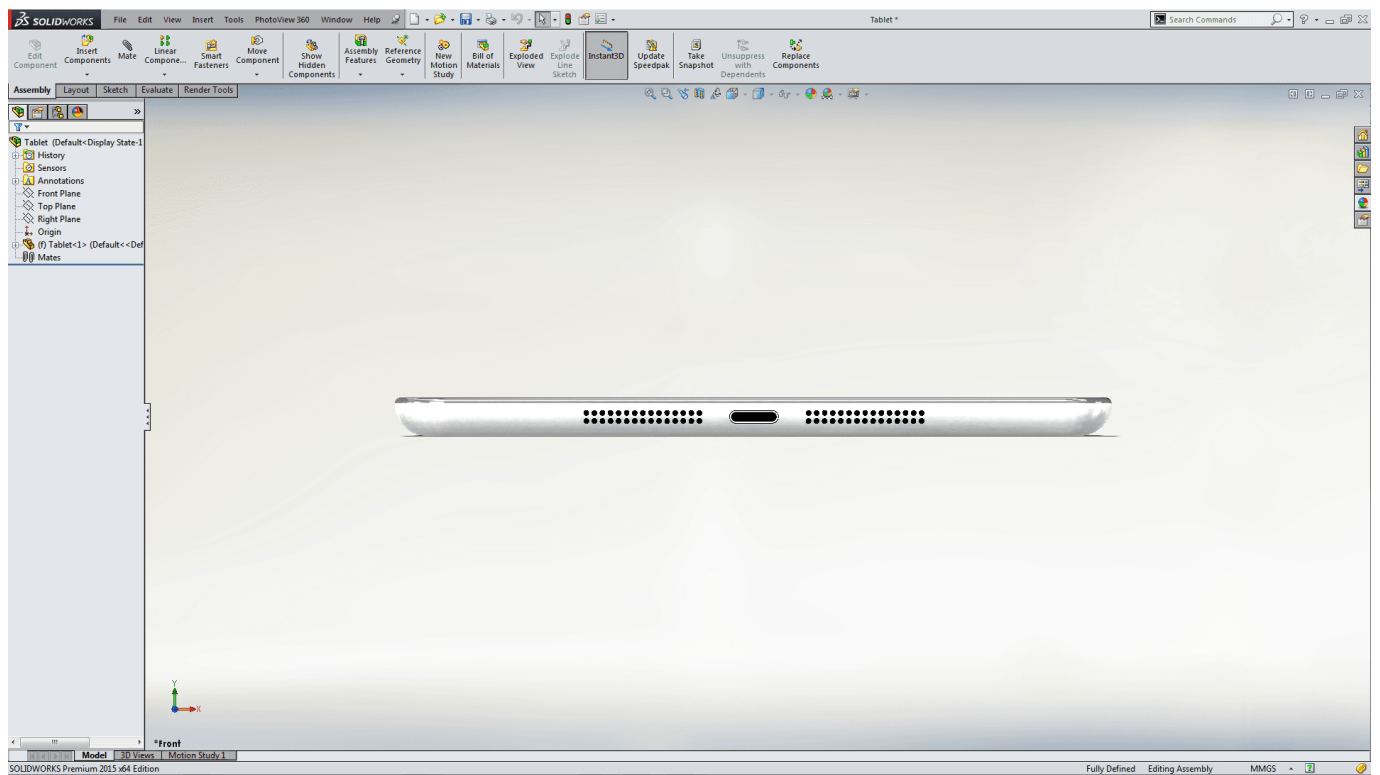 SOLIDWORKS File Edit View Insert Tools PhotoView 360 Window Help Tablet * Search Commands
Edit Component
Insert Components
Mate
Linear Compone...
Smart Fasteners
Move Component
Show Hidden Components
Assembly Features
Reference Geometry
New Motion Study
Bill of Materials
Exploded View
Explode Line Sketch
Instant3D
Update Speedpak
Take Snapshot
Unsuppress with Dependents
Replace Components
Assembly Layout Sketch Evaluate Render Tools
Tablet (Default<Display State-1
History
Sensors
Annotations
Front Plane
Top Plane
Right Plane
Origin
(f) Tablet<1> (Default<<Def
Mates
Y
X
*Front
Model 3D Views Motion Study 1
SOLIDWORKS Premium 2015 x64 Edition Fully Defined Editing Assembly MMGS